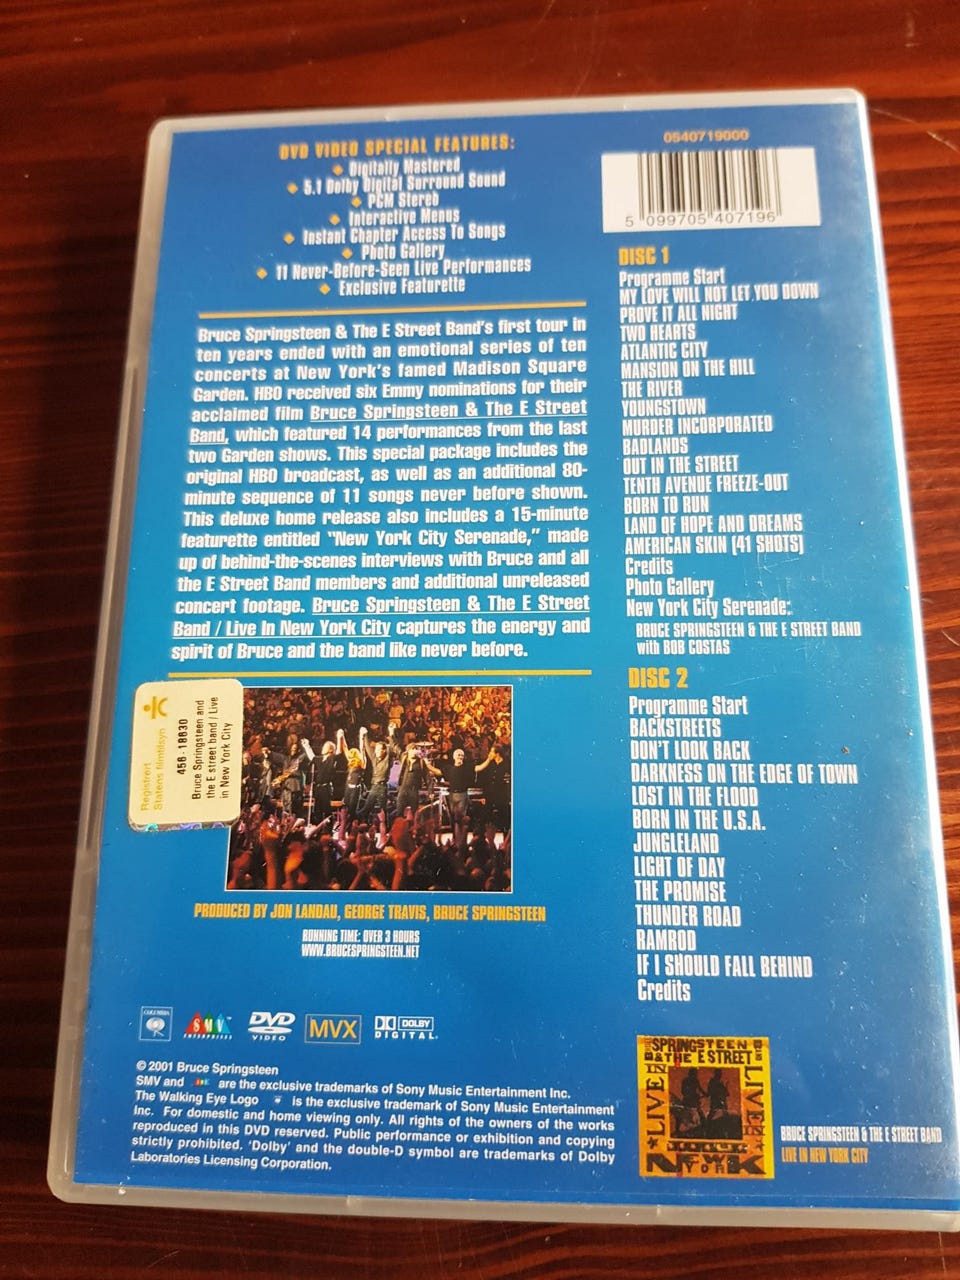 DVD VIDEO SPECIAL FEATURES:
Digitally Mastered
5.1 Dolby Digital Surround Sound
PCM Stereo
Interactive Menus
Instant Chapter Access To Songs
Photo Gallery
11 Never-Before-Seen Live Performances
Exclusive Featurette
Bruce Springsteen & The E Street Band's first tour in
ten years ended with an emotional series of ten
concerts at New York's famed Madison Square
Garden. HBO received six Emmy nominations for their
acclaimed film Bruce Springsteen & The E Street
Band, which featured 14 performances from the last
two Garden shows. This special package includes the
original HBO broadcast, as well as an additional 80-
minute sequence of 11 songs never before shown.
This deluxe home release also includes a 15-minute
featurette entitled "New York City Serenade," made
up of behind-the-scenes interviews with Bruce and all
the E Street Band members and additional unreleased
concert footage. Bruce Springsteen & The E Street
Band / Live In New York City captures the energy and
spirit of Bruce and the band like never before.
Registrert
Statens filmtilsyn
456 - 18830
Bruce Springsteen and
the E street band / Live
in New York City
PRODUCED BY JON LANDAU, GEORGE TRAVIS, BRUCE SPRINGSTEEN
RUNNING TIME: OVER 3 HOURS
WWW.BRUCESPRINGSTEEN.NET
0540719000
5 099705 407196
DISC 1
Programme Start
MY LOVE WILL NOT LET YOU DOWN
PROVE IT ALL NIGHT
TWO HEARTS
ATLANTIC CITY
MANSION ON THE HILL
THE RIVER
YOUNGSTOWN
MURDER INCORPORATED
BADLANDS
OUT IN THE STREET
TENTH AVENUE FREEZE-OUT
BORN TO RUN
LAND OF HOPE AND DREAMS
AMERICAN SKIN (41 SHOTS)
Credits
Photo Gallery
New York City Serenade:
BRUCE SPRINGSTEEN & THE E STREET BAND
with BOB COSTAS
DISC 2
Programme Start
BACKSTREETS
DON'T LOOK BACK
DARKNESS ON THE EDGE OF TOWN
LOST IN THE FLOOD
BORN IN THE U.S.A.
JUNGLELAND
LIGHT OF DAY
THE PROMISE
THUNDER ROAD
RAMROD
IF I SHOULD FALL BEHIND
Credits
COLUMBIA
SMV
ENTERPRISES
DVD
VIDEO
MVX
DOLBY
DIGITAL
© 2001 Bruce Springsteen
SMV and are the exclusive trademarks of Sony Music Entertainment Inc.
The Walking Eye Logo is the exclusive trademark of Sony Music Entertainment
Inc. For domestic and home viewing only. All rights of the owners of the works
reproduced in this DVD reserved. Public performance or exhibition and copying
strictly prohibited. 'Dolby' and the double-D symbol are trademarks of Dolby
Laboratories Licensing Corporation.
SPRINGSTEEN
& THE E STREET
LIVE IN
LIVE IN
NEW YORK
BRUCE SPRINGSTEEN & THE E STREET BAND
LIVE IN NEW YORK CITY